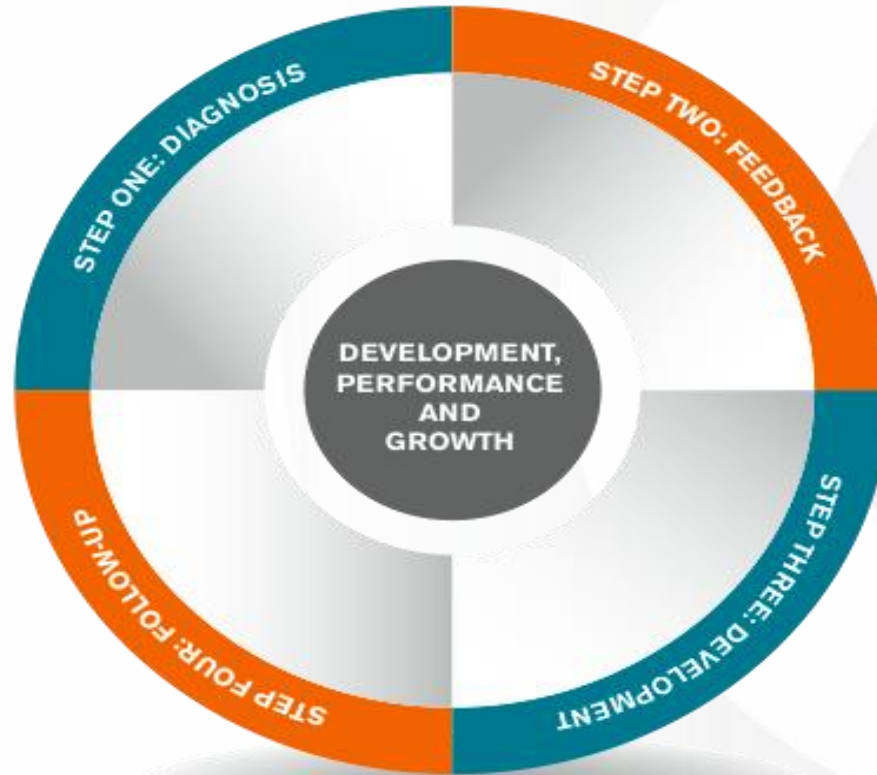 STEP ONE: DIAGNOSIS
STEP TWO: FEEDBACK
STEP THREE: DEVELOPMENT
STEP FOUR: FOLLOW-UP
DEVELOPMENT,
PERFORMANCE
AND
GROWTH